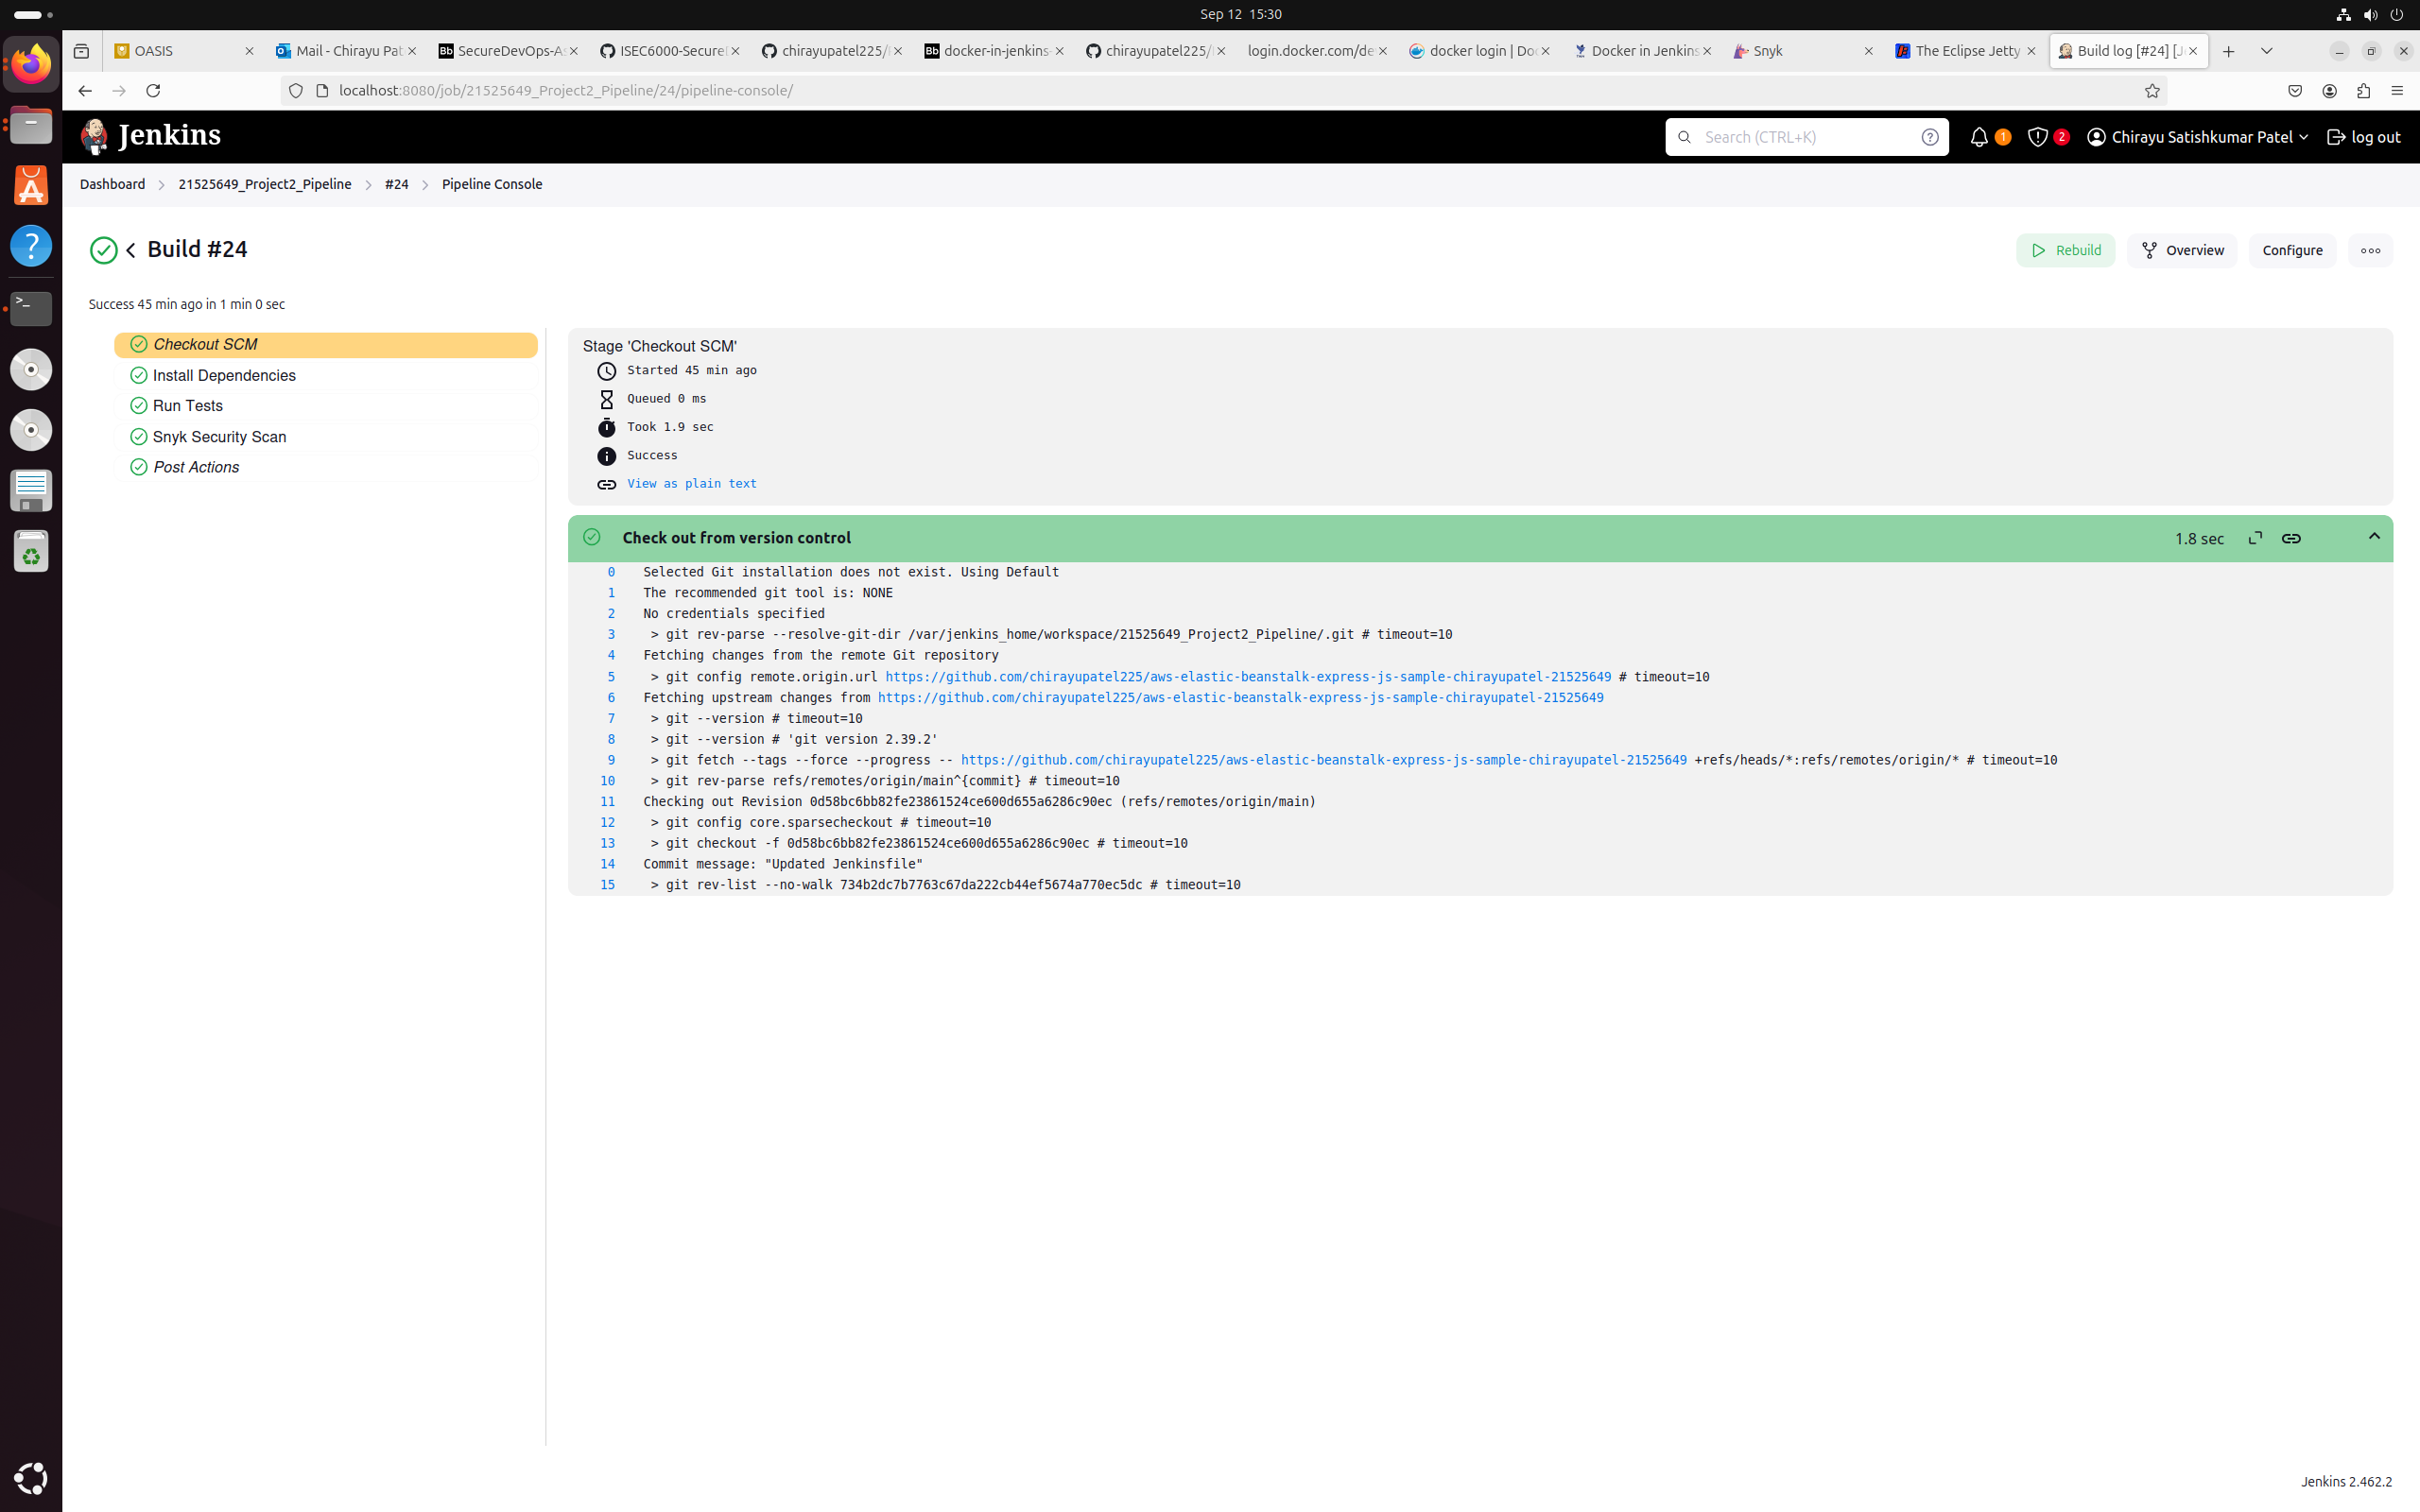 Sep 12 15:30
OASIS
Mail - Chirayu Pat
Bb SecureDevOps-As
ISEC6000-Secure
chirayupatel225/
Bb docker-in-jenkins-
chirayupatel225/
login.docker.com/de
docker login | Do
Docker in Jenkins
Snyk
The Eclipse Jetty
Build log [#24] [J
localhost:8080/job/21525649_Project2_Pipeline/24/pipeline-console/
Jenkins
Search (CTRL+K)
1
2
Chirayu Satishkumar Patel
log out
Dashboard > 21525649_Project2_Pipeline > #24 > Pipeline Console
Build #24
Rebuild
Overview
Configure
Success 45 min ago in 1 min 0 sec
Checkout SCM
Install Dependencies
Run Tests
Snyk Security Scan
Post Actions
Stage 'Checkout SCM'
Started 45 min ago
Queued 0 ms
Took 1.9 sec
Success
View as plain text
Check out from version control
1.8 sec
0 Selected Git installation does not exist. Using Default
1 The recommended git tool is: NONE
2 No credentials specified
3 > git rev-parse --resolve-git-dir /var/jenkins_home/workspace/21525649_Project2_Pipeline/.git # timeout=10
4 Fetching changes from the remote Git repository
5 > git config remote.origin.url https://github.com/chirayupatel225/aws-elastic-beanstalk-express-js-sample-chirayupatel-21525649 # timeout=10
6 Fetching upstream changes from https://github.com/chirayupatel225/aws-elastic-beanstalk-express-js-sample-chirayupatel-21525649
7 > git --version # timeout=10
8 > git --version # 'git version 2.39.2'
9 > git fetch --tags --force --progress -- https://github.com/chirayupatel225/aws-elastic-beanstalk-express-js-sample-chirayupatel-21525649 +refs/heads/*:refs/remotes/origin/* # timeout=10
10 > git rev-parse refs/remotes/origin/main^{commit} # timeout=10
11 Checking out Revision 0d58bc6bb82fe23861524ce600d655a6286c90ec (refs/remotes/origin/main)
12 > git config core.sparsecheckout # timeout=10
13 > git checkout -f 0d58bc6bb82fe23861524ce600d655a6286c90ec # timeout=10
14 Commit message: "Updated Jenkinsfile"
15 > git rev-list --no-walk 734b2dc7b7763c67da222cb44ef5674a770ec5dc # timeout=10
Jenkins 2.462.2